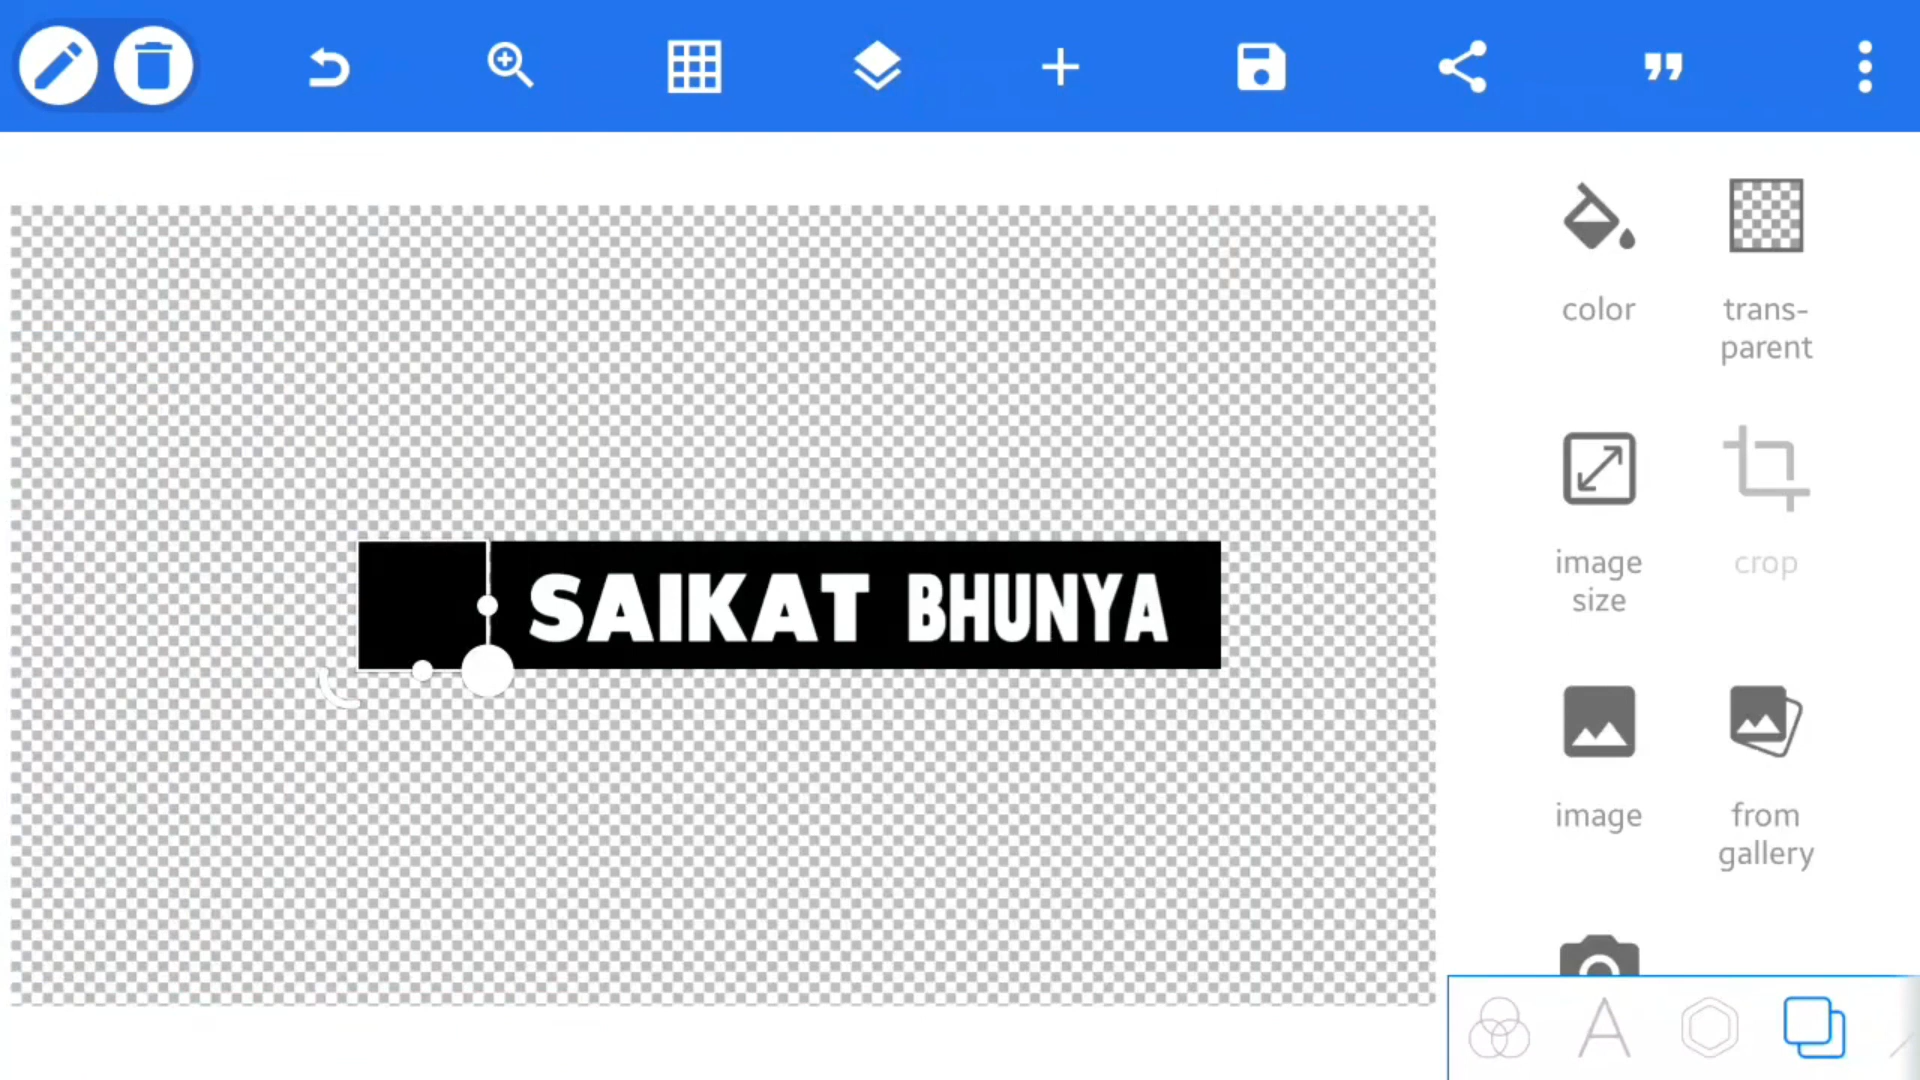 SAIKAT BHUNYA
color
trans-
parent
image
size
crop
image
from
gallery